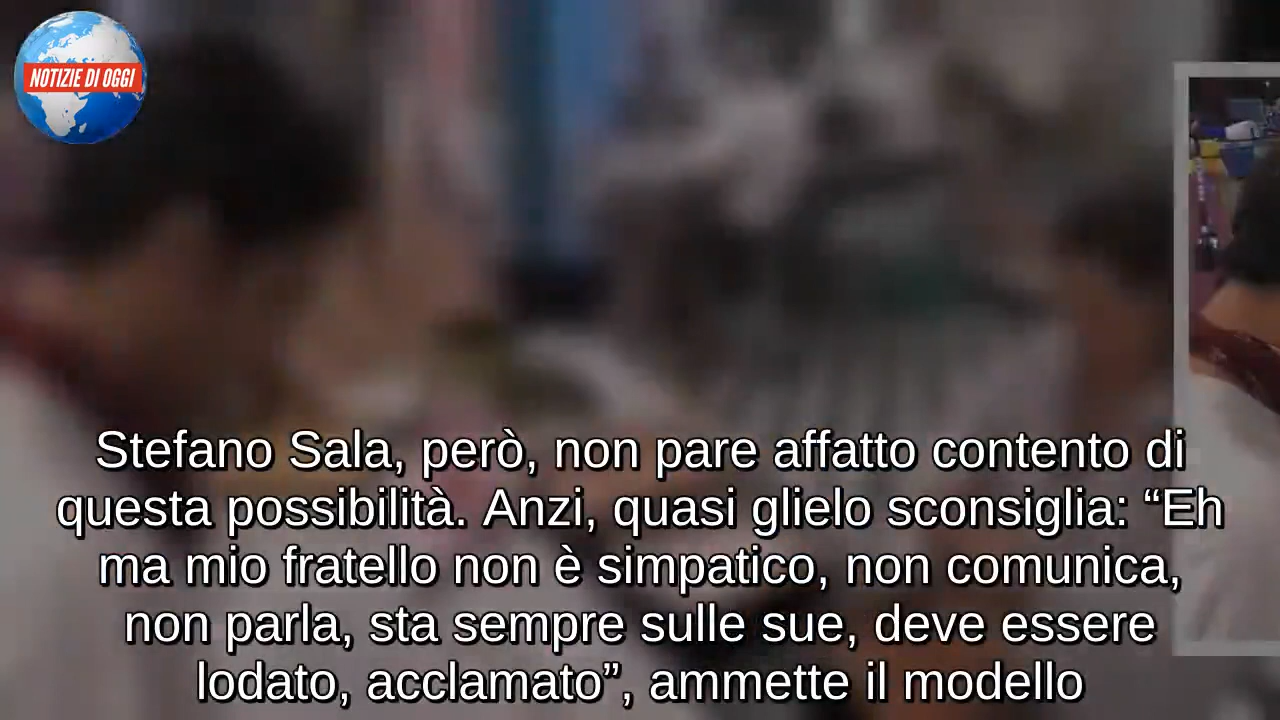 NOTIZIE DI OGGI
Stefano Sala, però, non pare affatto contento di
questa possibilità. Anzi, quasi glielo sconsiglia: “Eh
ma mio fratello non è simpatico, non comunica,
non parla, sta sempre sulle sue, deve essere
lodato, acclamato”, ammette il modello